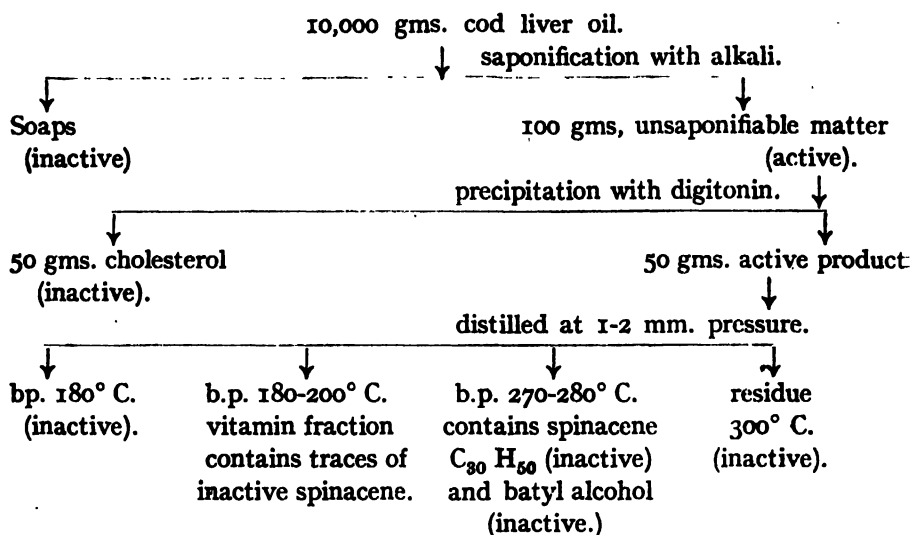 10,000 gms. cod liver oil.
saponification with alkali.
Soaps
(inactive)
100 gms, unsaponifiable matter
(active).
precipitation with digitonin.
50 gms. cholesterol
(inactive).
50 gms. active product
distilled at 1-2 mm. pressure.
bp. 180° C.
(inactive).
b.p. 180-200° C.
vitamin fraction
contains traces of
inactive spinacene.
b.p. 270-280° C.
contains spinacene
C₃₀ H₅₀ (inactive)
and batyl alcohol
(inactive.)
residue
300° C.
(inactive).